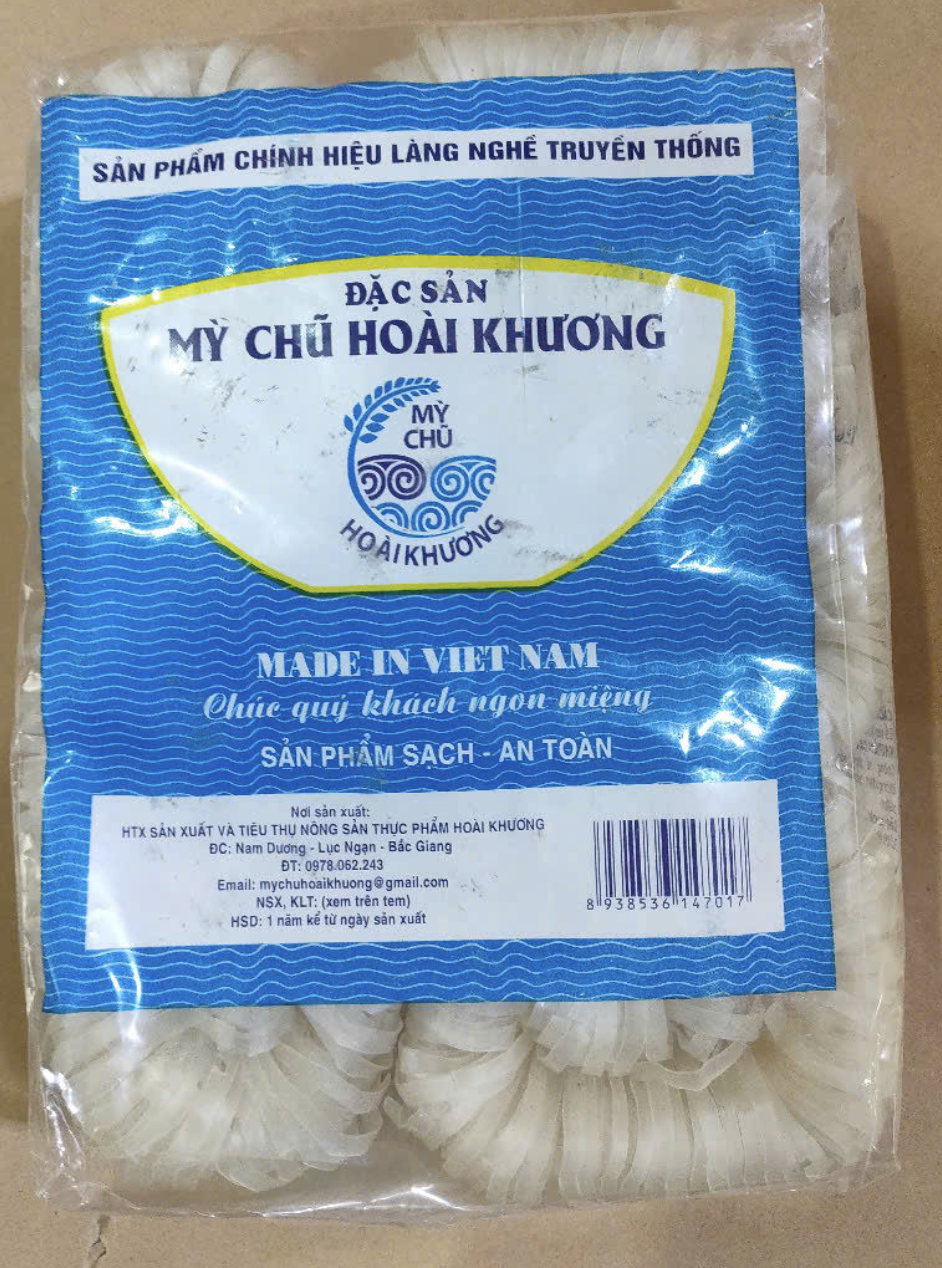 SẢN PHẨM CHÍNH HIỆU LÀNG NGHỀ TRUYỀN THỐNG
ĐẶC SẢN
MỲ CHŨ HOÀI KHƯƠNG
MỲ
CHŨ
HOÀI KHƯƠNG
MADE IN VIET NAM
Chúc quý khách ngon miệng
SẢN PHẨM SẠCH - AN TOÀN
Nơi sản xuất:
HTX SẢN XUẤT VÀ TIÊU THỤ NÔNG SẢN THỰC PHẨM HOÀI KHƯƠNG
ĐC: Nam Dương - Lục Ngạn - Bắc Giang
ĐT: 0978.062.243
Email: mychuhoaikhuong@gmail.com
NSX, KLT: (xem trên tem)
HSD: 1 năm kể từ ngày sản xuất
8 938536 147017